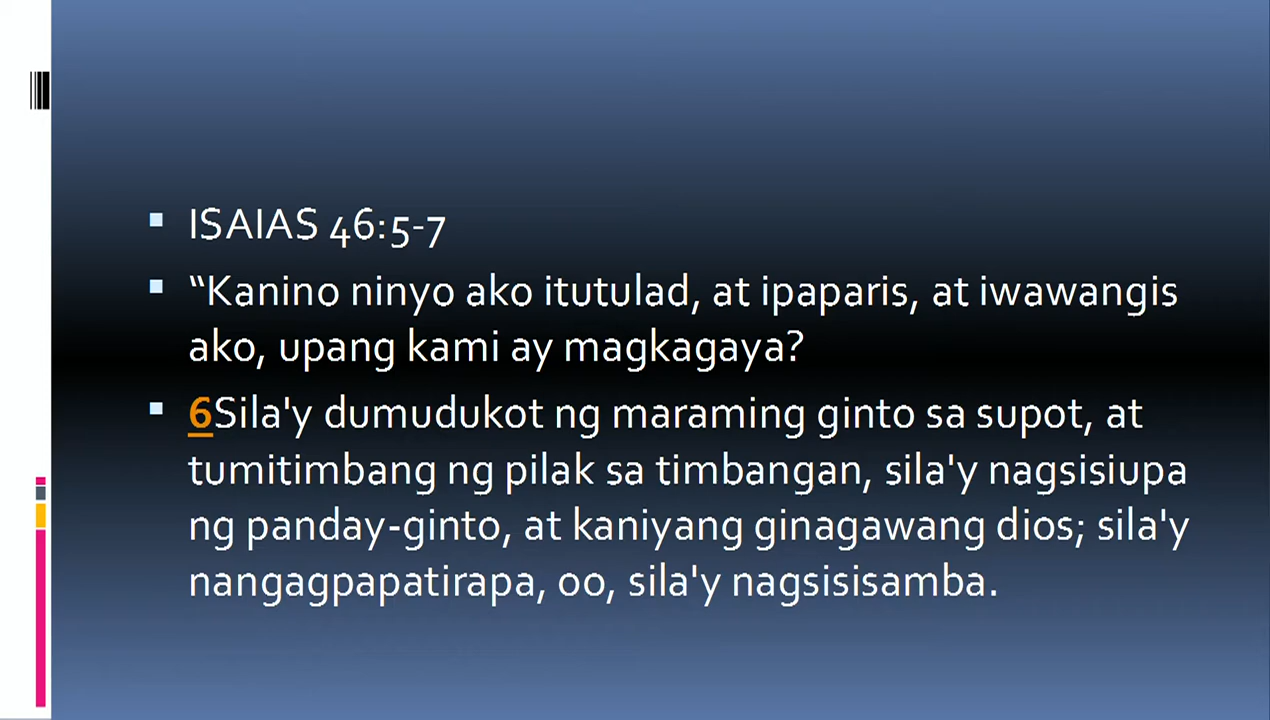 ISAIAS 46:5-7
“Kanino ninyo ako itutulad, at ipaparis, at iwawangis
ako, upang kami ay magkagaya?
6Sila'y dumudukot ng maraming ginto sa supot, at
tumitimbang ng pilak sa timbangan, sila'y nagsisiupa
ng panday-ginto, at kaniyang ginagawang dios; sila'y
nangagpapatirapa, oo, sila'y nagsisisamba.